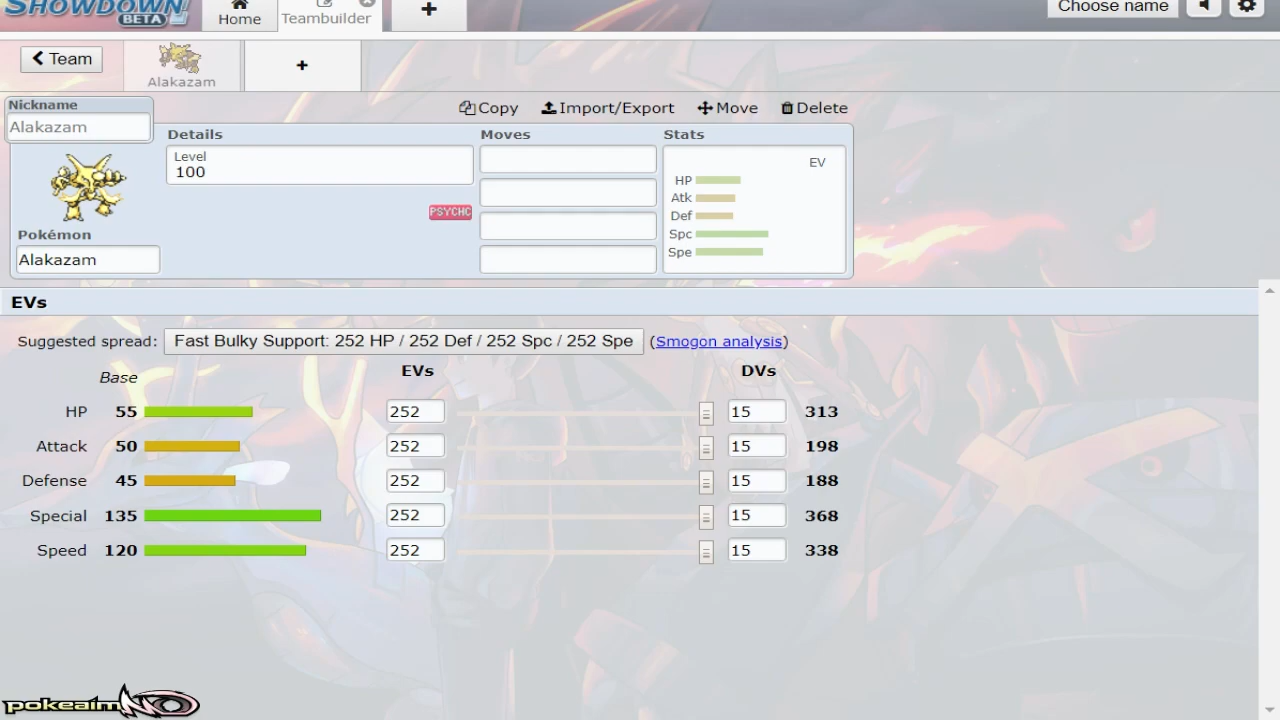 SHOWDOWN
BETA
Home
Teambuilder
+
Choose name
Team
Alakazam
+
Nickname
Alakazam
Copy
Import/Export
Move
Delete
Details
Moves
Stats
Level
100
EV
HP
Atk
Def
Spc
Spe
PSYCHC
Pokémon
Alakazam
EVs
Suggested spread: Fast Bulky Support: 252 HP / 252 Def / 252 Spc / 252 Spe (Smogon analysis)
Base EVs DVs
HP 55 252 15 313
Attack 50 252 15 198
Defense 45 252 15 188
Special 135 252 15 368
Speed 120 252 15 338
pokeaimMD